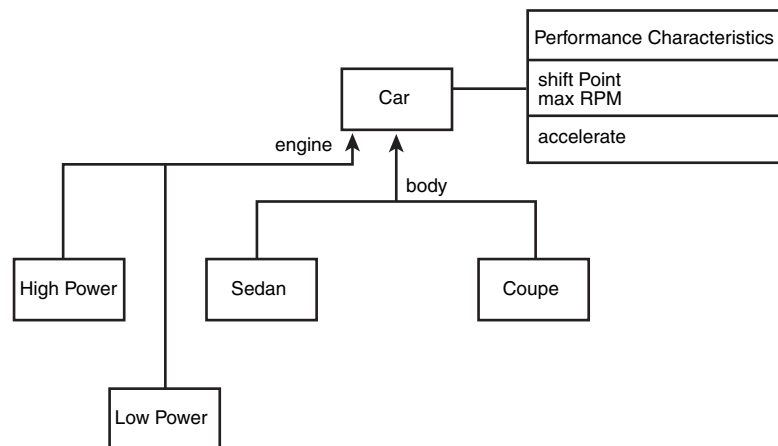 Performance Characteristics
shift Point
max RPM
accelerate
Car
engine
body
High Power
Sedan
Coupe
Low Power